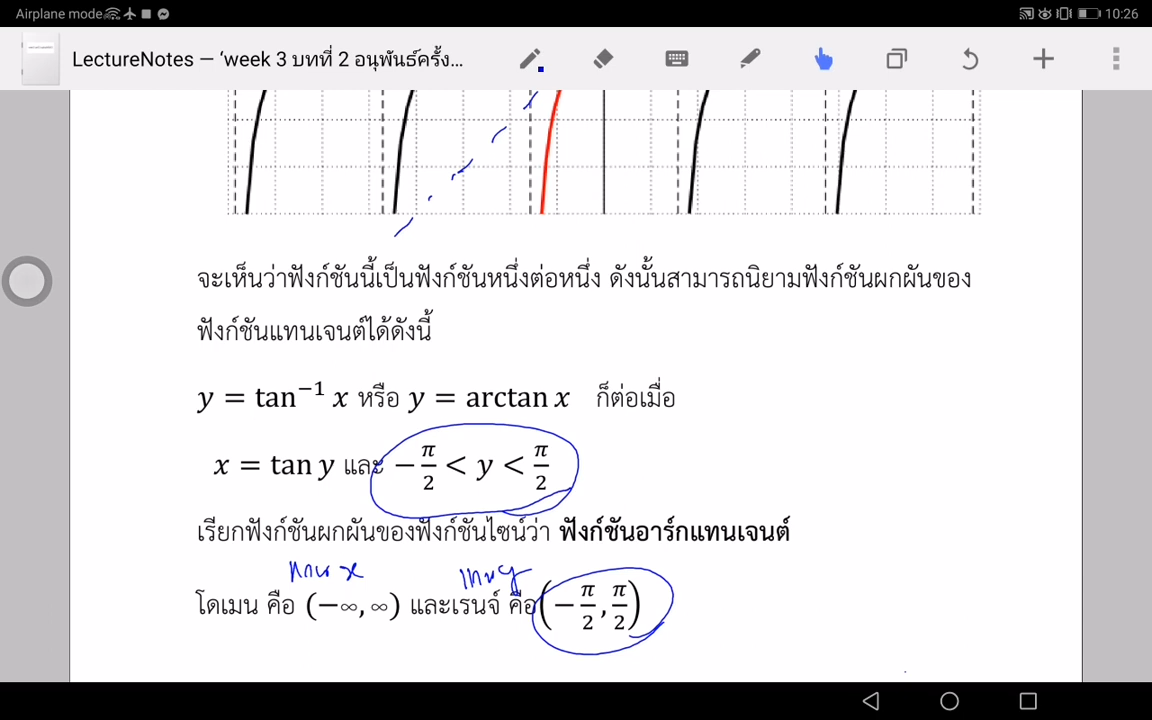 Airplane mode 10:26
LectureNotes – ‘week 3 บทที่ 2 อนุพันธ์ครั้ง...
จะเห็นว่าฟังก์ชันนี้เป็นฟังก์ชันหนึ่งต่อหนึ่ง ดังนั้นสามารถนิยามฟังก์ชันผกผันของ
ฟังก์ชันแทนเจนต์ได้ดังนี้
y = tan⁻¹ x หรือ y = arctan x ก็ต่อเมื่อ
x = tan y และ −π/2 < y < π/2
เรียกฟังก์ชันผกผันของฟังก์ชันไซน์ว่า ฟังก์ชันอาร์กแทนเจนต์
แกน x แกน y
โดเมน คือ (−∞, ∞) และเรนจ์ คือ (−π/2, π/2)